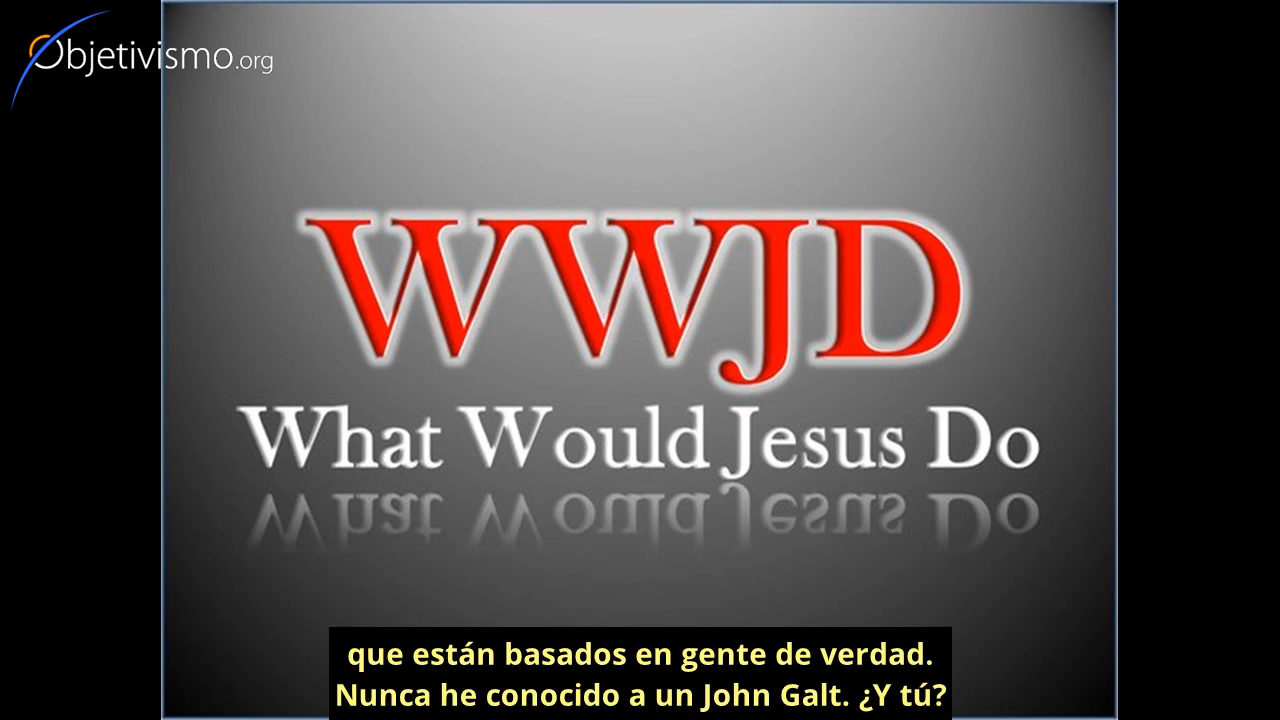 Objetivismo.org
WWJD
What Would Jesus Do
que están basados en gente de verdad.
Nunca he conocido a un John Galt. ¿Y tú?